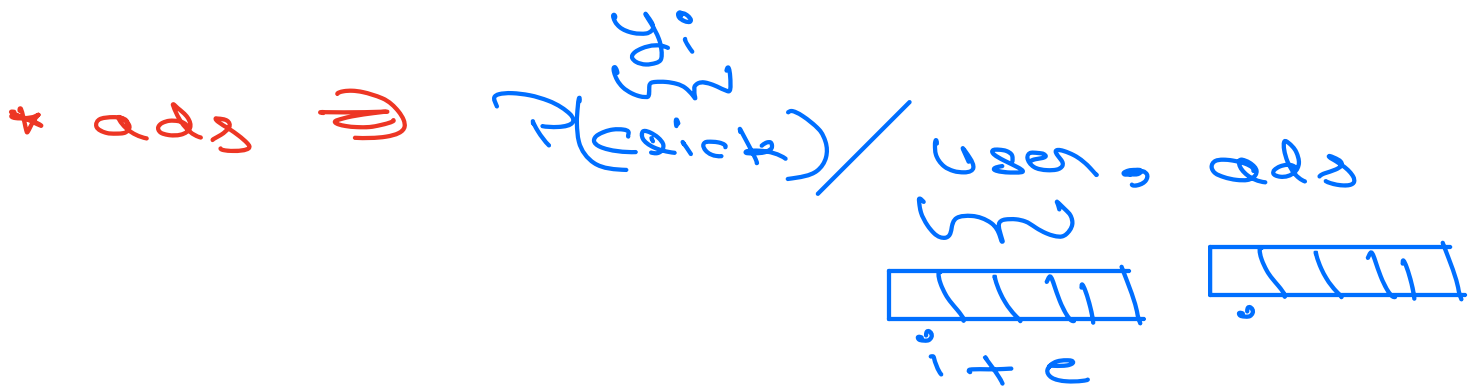 yi
* ads ⇒ P(click) / user, ads
i + e